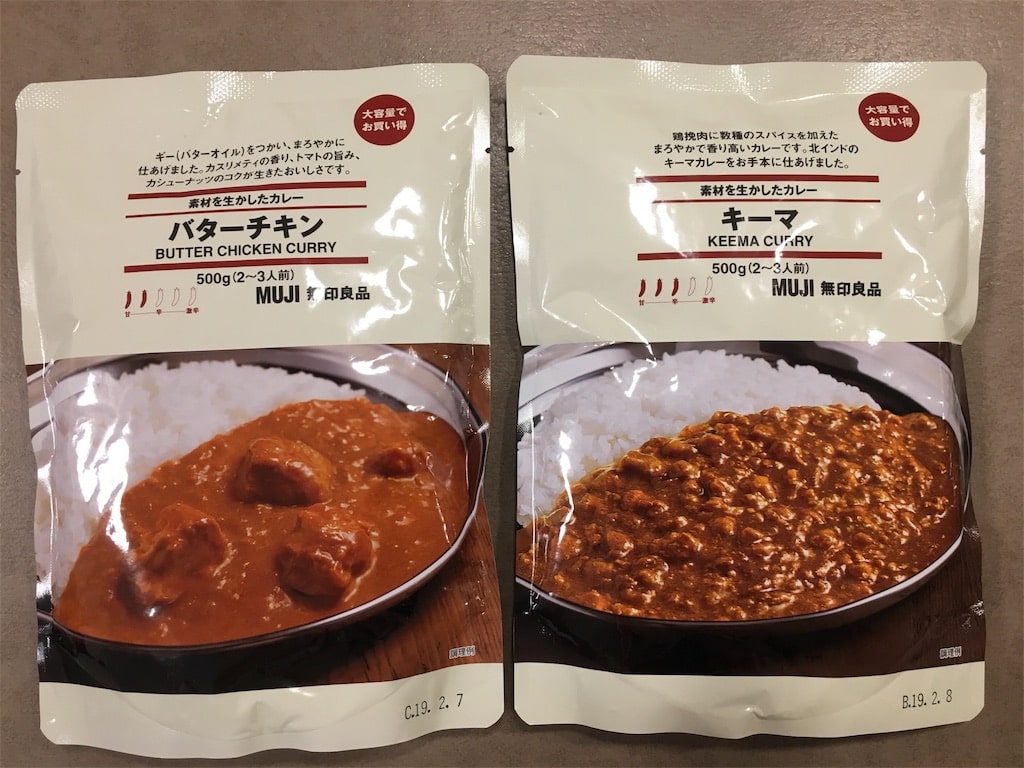 大容量で
お買い得
ギー(バターオイル)をつかい、まろやかに
仕あげました。カスリメティの香り、トマトの旨み、
カシューナッツのコクが生きたおいしさです。
素材を生かしたカレー
バターチキン
BUTTER CHICKEN CURRY
500g(2〜3人前)
甘 辛 激辛
MUJI 無印良品
調理例
C.19. 2. 7
大容量で
お買い得
鶏挽肉に数種のスパイスを加えた
まろやかで香り高いカレーです。北インドの
キーマカレーをお手本に仕あげました。
素材を生かしたカレー
キーマ
KEEMA CURRY
500g(2〜3人前)
甘 辛 激辛
MUJI 無印良品
調理例
B.19. 2. 8